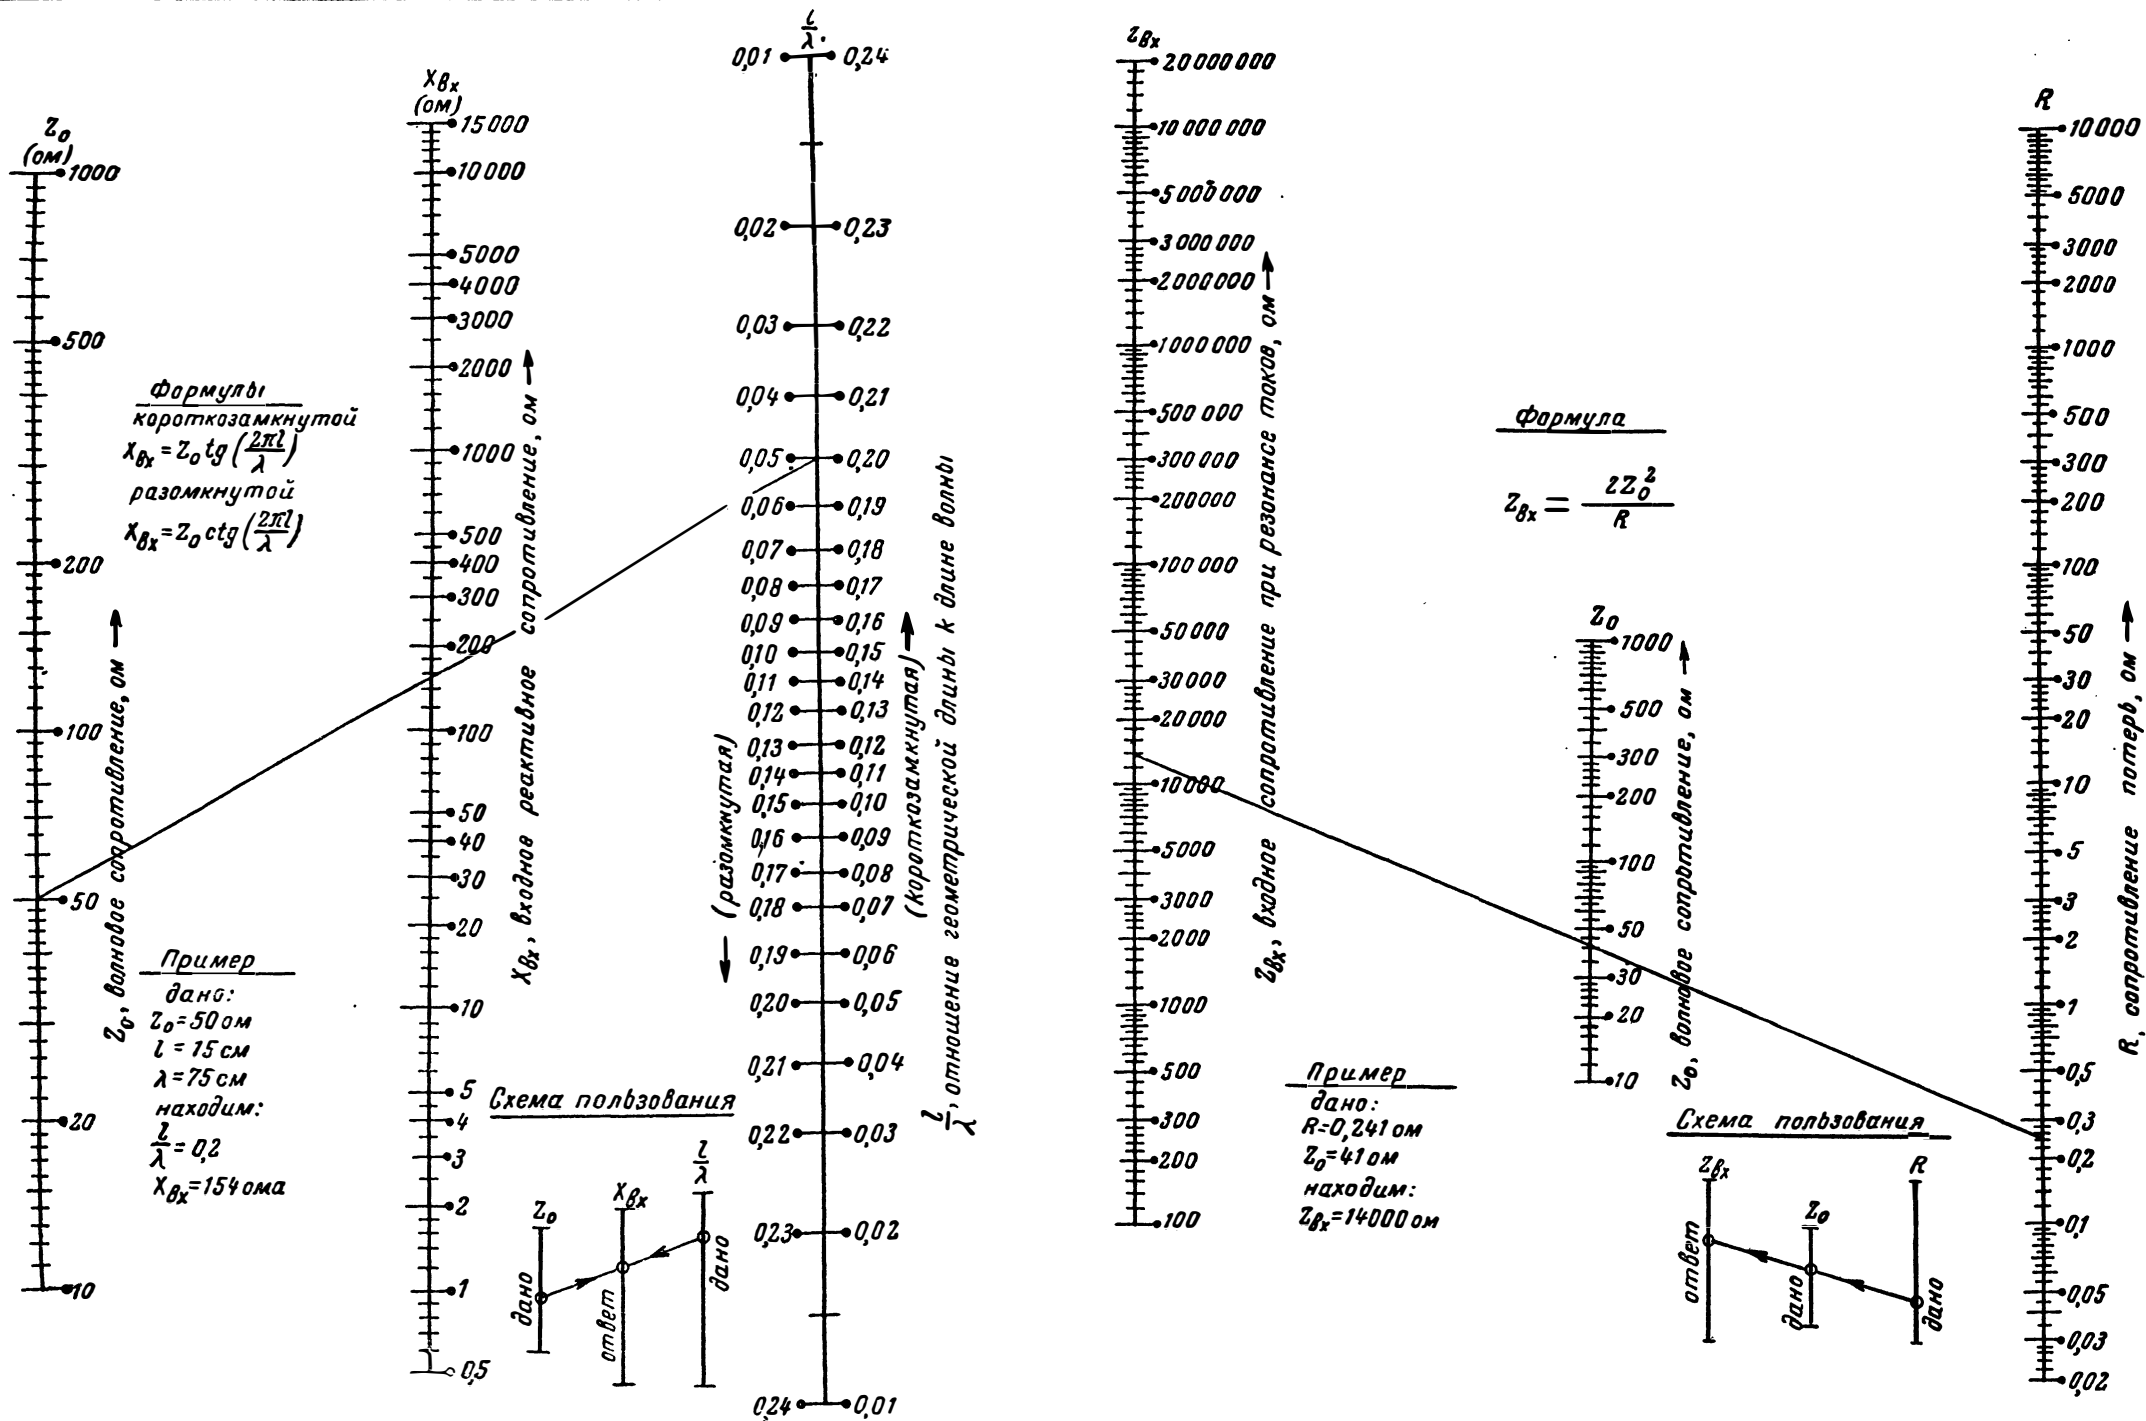 Z₀
(ом)
1000
500
200
100
50
20
10
Z₀, волновое сопротивление, ом
Формулы
короткозамкнутой
Xвх = Z₀ tg (2πl/λ)
разомкнутой
Xвх = Z₀ ctg (2πl/λ)
Пример
дано:
Z₀ = 50 ом
l = 15 см
λ = 75 см
находим:
l/λ = 0,2
Xвх = 154 ома
Xвх
(ом)
15 000
10 000
5000
4000
3000
2000
1000
500
400
300
200
100
50
40
30
20
10
5
4
3
2
1
0,5
Xвх, входное реактивное сопротивление, ом
Схема пользования
Z₀
Xвх
l/λ
дано
ответ
дано
l/λ.
0,01 0,24
0,02 0,23
0,03 0,22
0,04 0,21
0,05 0,20
0,06 0,19
0,07 0,18
0,08 0,17
0,09 0,16
0,10 0,15
0,11 0,14
0,12 0,13
0,13 0,12
0,14 0,11
0,15 0,10
0,16 0,09
0,17 0,08
0,18 0,07
0,19 0,06
0,20 0,05
0,21 0,04
0,22 0,03
0,23 0,02
0,24 0,01
(разомкнутая)
(короткозамкнутая)
l/λ, отношение геометрической длины к длине волны
Zвх
20 000 000
10 000 000
5 000 000
3 000 000
2000 000
1000 000
500 000
300 000
200000
100 000
50 000
30 000
20 000
10 000
5000
3000
2000
1000
500
300
200
100
Zвх, входное сопротивление при резонансе токов, ом
Формула
Zвх = 2Z₀²/R
Пример
дано:
R=0,241 ом
Z₀=41 ом
находим:
Zвх=14000 ом
Z₀
1000
500
300
200
100
50
30
20
10
Z₀, волновое сопротивление, ом
Схема пользования
Zвх
Z₀
R
ответ
дано
дано
R
10 000
5000
3000
2000
1000
500
300
200
100
50
30
20
10
5
3
2
1
0,5
0,3
0,2
0,1
0,05
0,03
0,02
R, сопротивление потерь, ом